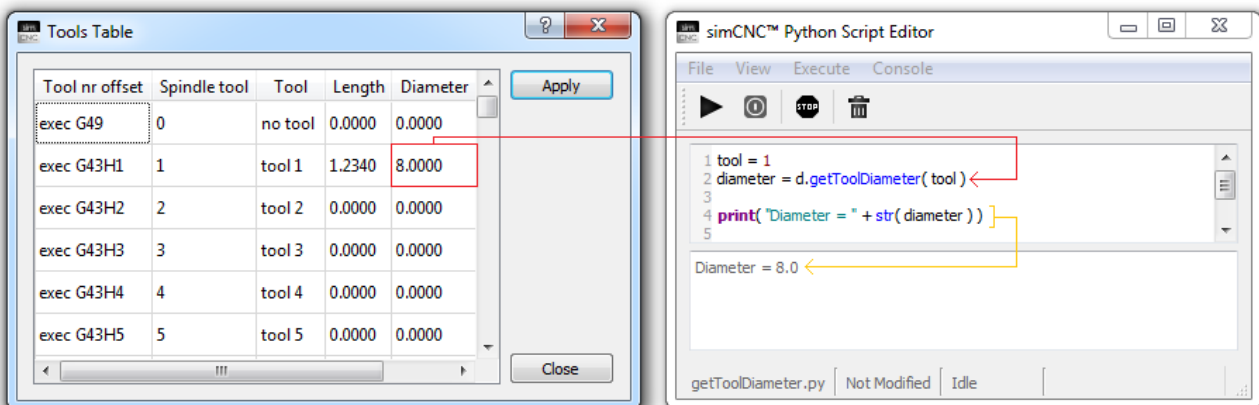 Tools Table
Tool nr offset Spindle tool Tool Length Diameter
exec G49 0 no tool 0.0000 0.0000
exec G43H1 1 tool 1 1.2340 8.0000
exec G43H2 2 tool 2 0.0000 0.0000
exec G43H3 3 tool 3 0.0000 0.0000
exec G43H4 4 tool 4 0.0000 0.0000
exec G43H5 5 tool 5 0.0000 0.0000
Apply
Close
simCNC™ Python Script Editor
File View Execute Console
STOP
1 tool = 1
2 diameter = d.getToolDiameter( tool )
3
4 print( "Diameter = " + str( diameter ) )
5
Diameter = 8.0
getToolDiameter.py Not Modified Idle